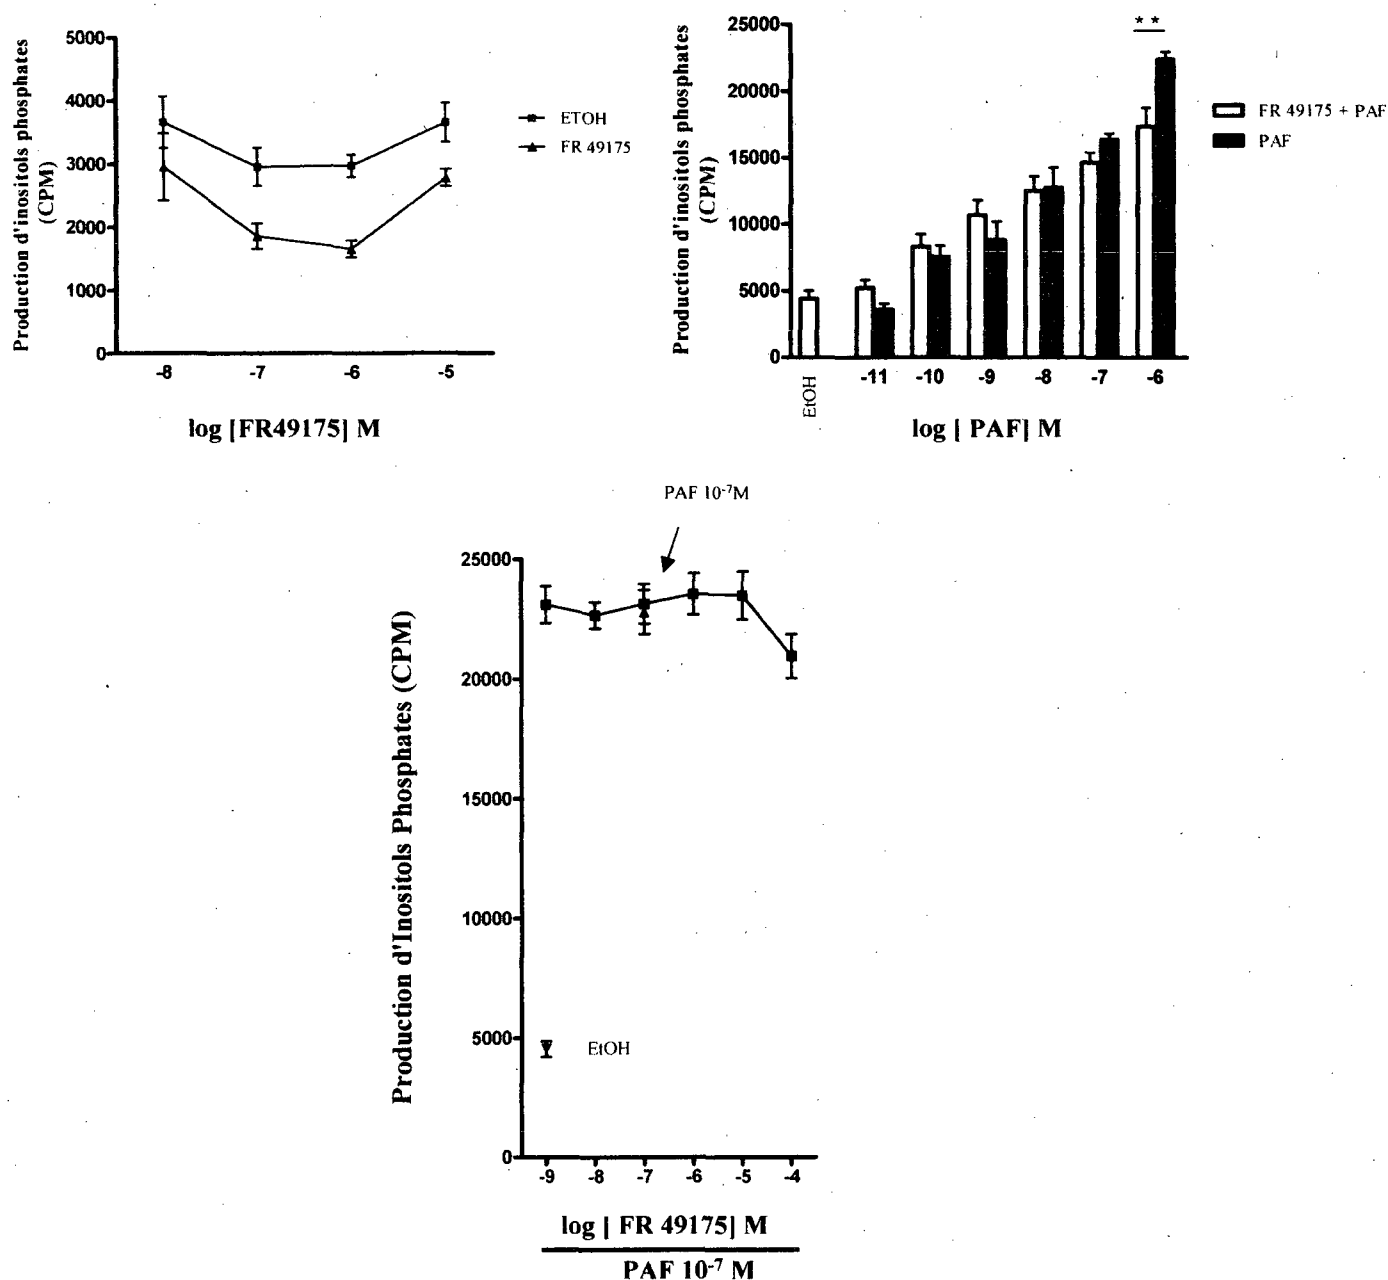 Production d'inositols phosphates
(CPM)
5000
4000
3000
2000
1000
0
-8
-7
-6
-5
log [FR49175] M
ETOH
FR 49175
Production d'inositols phosphates
(CPM)
25000
20000
15000
10000
5000
0
* *
EtOH
-11
-10
-9
-8
-7
-6
log [ PAF] M
FR 49175 + PAF
PAF
PAF 10⁻⁷M
Production d'Inositols Phosphates (CPM)
25000
20000
15000
10000
5000
0
EtOH
-9
-8
-7
-6
-5
-4
log [ FR 49175] M
PAF 10⁻⁷ M